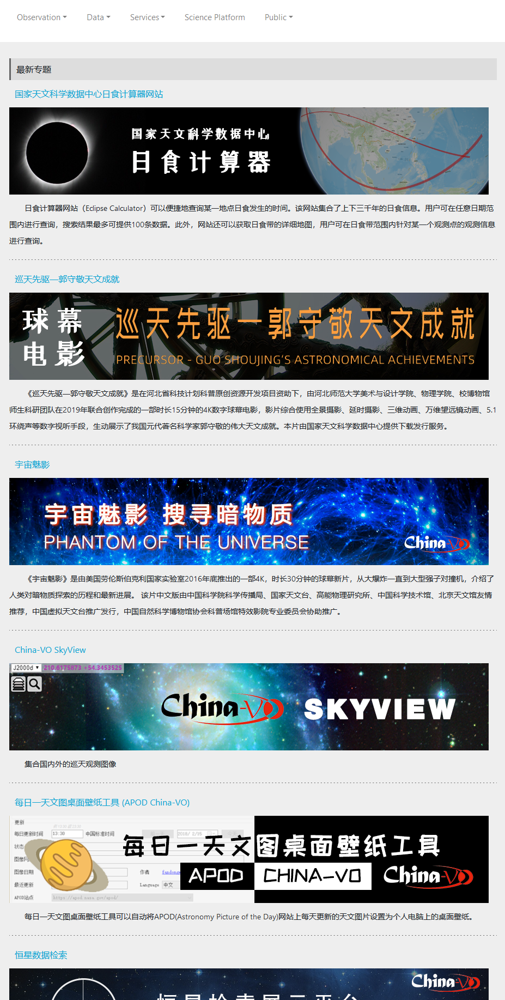 Observation Data Services Science Platform Public
最新专题
国家天文科学数据中心日食计算器网站
国家天文科学数据中心
日食计算器
日食计算器网站（Eclipse Calculator）可以便捷地查询某一地点日食发生的时间。该网站集合了上下三千年的日食信息。用户可在任意日期范
围内进行查询，搜索结果最多可提供100条数据。此外，网站还可以获取日食带的详细地图，用户可在日食带范围内针对某一个观测点的观测信息
进行查询。
巡天先驱—郭守敬天文成就
球幕
电影
巡天先驱—郭守敬天文成就
PRECURSOR - GUO SHOUJING'S ASTRONOMICAL ACHIEVEMENTS
《巡天先驱—郭守敬天文成就》是在河北省科技计划科普原创资源开发项目资助下，由河北师范大学美术与设计学院、物理学院、校博物馆
师生科研团队在2019年联合创作完成的一部时长15分钟的4K数字球幕电影，影片综合使用全景摄影、延时摄影、三维动画、万维望远镜动画、5.1
环绕声等数字视听手段，生动展示了我国元代著名科学家郭守敬的伟大天文成就。本片由国家天文科学数据中心提供下载发行服务。
宇宙魅影
宇宙魅影 搜寻暗物质
PHANTOM OF THE UNIVERSE
China-VO
《宇宙魅影》是由美国劳伦斯伯克利国家实验室2016年底推出的一部4K，时长30分钟的球幕新片，从大爆炸一直到大型强子对撞机，介绍了
人类对暗物质探索的历程和最新进展。 该片中文版由中国科学院科学传播局、国家天文台、高能物理研究所、中国科学技术馆、北京天文馆友情
推荐，中国虚拟天文台推广发行，中国自然科学博物馆协会科普场馆特效影院专业委员会协助推广。
China-VO SkyView
J2000d 210.6175873 +54.3453525
China-VO SKYVIEW
集合国内外的巡天观测图像
每日一天文图桌面壁纸工具 (APOD China-VO)
更新
每日更新时间 13:30 中国标准时间 2018/ 2/15
每日一天文图桌面壁纸工具
状态
图像日期 作者
APOD CHINA-VO China-VO
最近更新 Language 中文
APOD站点 https://apod.nasa.gov/apod/
每日一天文图桌面壁纸工具可以自动将APOD(Astronomy Picture of the Day)网站上每天更新的天文图片设置为个人电脑上的桌面壁纸。
恒星数据检索
China-VO
恒星检索展示平台